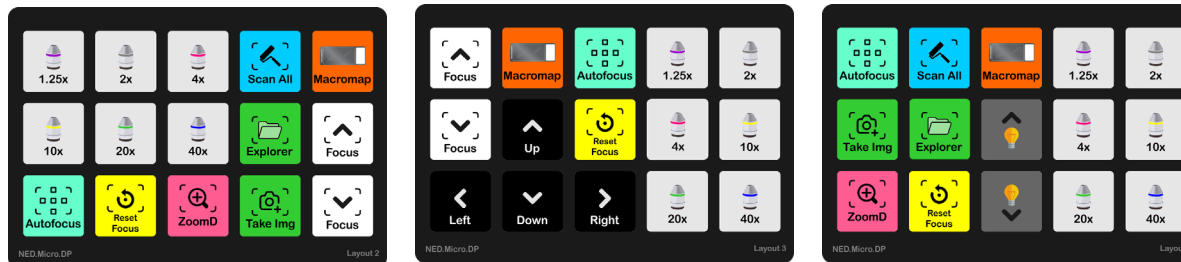 1.25x 2x 4x Scan All Macromap
10x 20x 40x Explorer Focus
Autofocus Reset Focus ZoomD Take Img Focus
NED.Micro.DP Layout 2
Focus Macromap Autofocus 1.25x 2x
Focus Up Reset Focus 4x 10x
Left Down Right 20x 40x
NED.Micro.DP Layout 3
Autofocus Scan All Macromap 1.25x 2x
Take Img Explorer 4x 10x
ZoomD Reset Focus 20x 40x
NED.Micro.DP